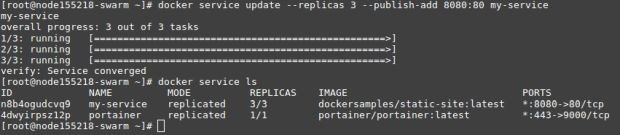 [root@node155218-swarm ~]# docker service update --replicas 3 --publish-add 8080:80 my-service
my-service
overall progress: 3 out of 3 tasks
1/3: running   [==================================================>]
2/3: running   [==================================================>]
3/3: running   [==================================================>]
verify: Service converged
[root@node155218-swarm ~]# docker service ls
ID NAME MODE REPLICAS IMAGE PORTS
n8b4ogudcvq9 my-service replicated 3/3 dockersamples/static-site:latest *:8080->80/tcp
4dwyirpsz12p portainer replicated 1/1 portainer/portainer:latest *:443->9000/tcp
[root@node155218-swarm ~]#